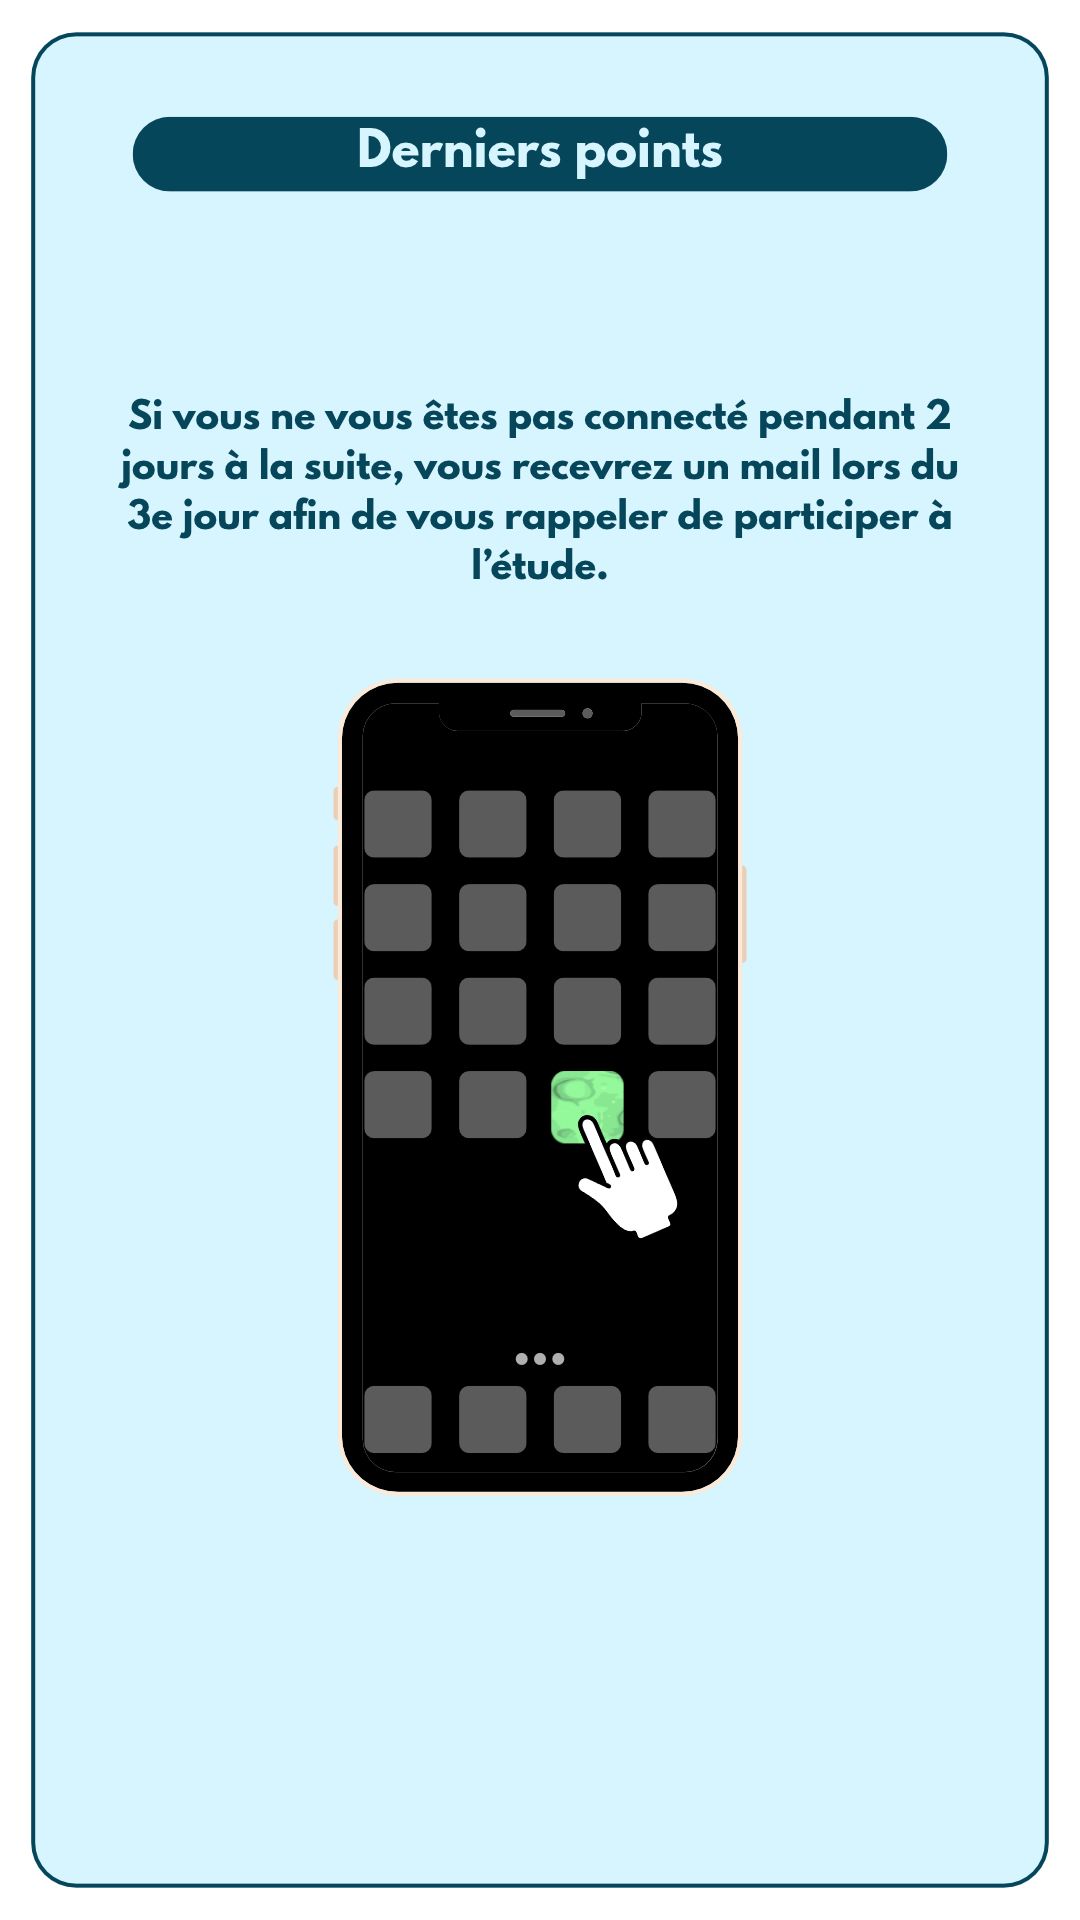 Derniers points
Si vous ne vous êtes pas connecté pendant 2
jours à la suite, vous recevrez un mail lors du
3e jour afin de vous rappeler de participer à
l’étude.